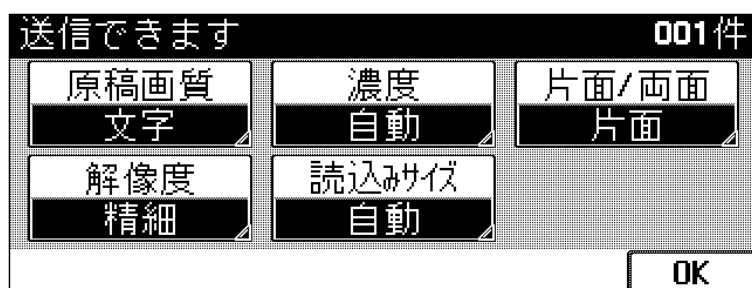 送信できます 001件
原稿画質 濃度 片面/両面
文字 自動 片面
解像度 読込みサイズ
精細 自動
OK